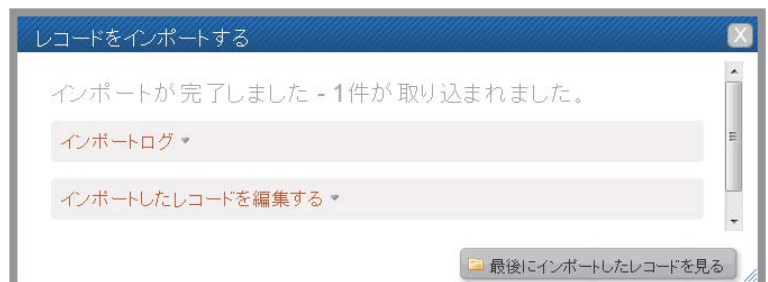 レコードをインポートする
X
インポートが完了しました - 1件が取り込まれました。
インポートログ
インポートしたレコードを編集する
最後にインポートしたレコードを見る